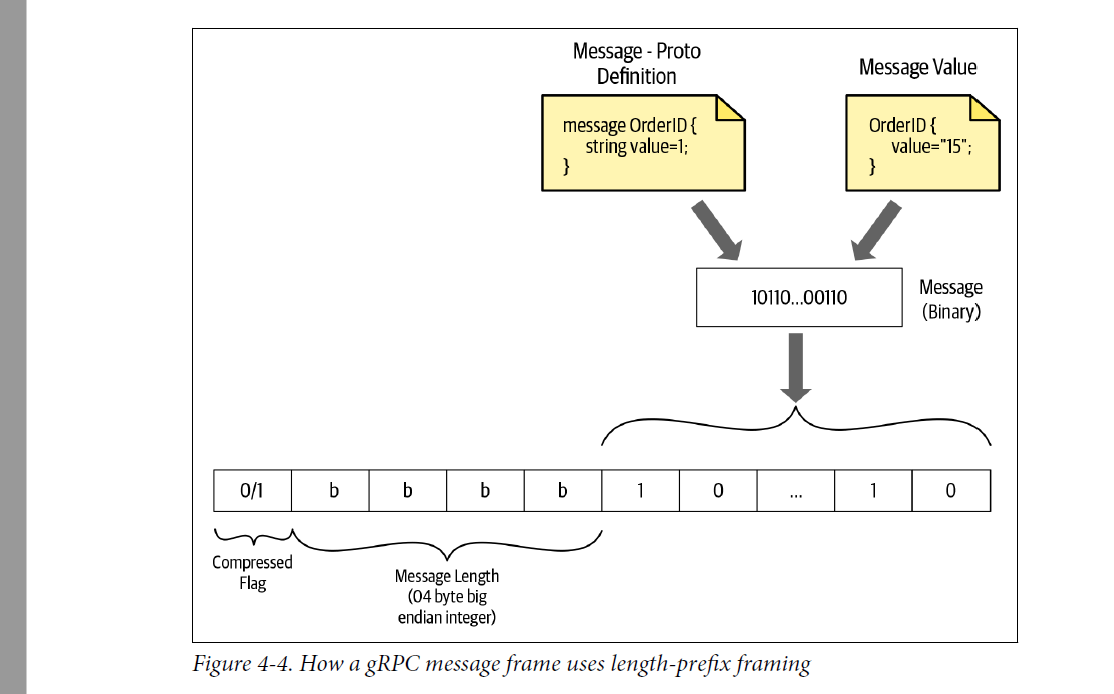 Message - Proto
Definition
Message Value
message OrderID {
string value=1;
}
OrderID {
value="15";
}
10110...00110
Message
(Binary)
0/1 b b b b 1 0 ... 1 0
Compressed
Flag
Message Length
(04 byte big
endian integer)
Figure 4-4. How a gRPC message frame uses length-prefix framing